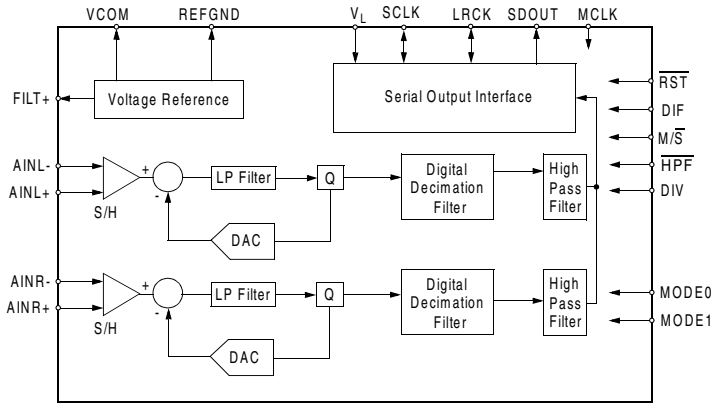 VCOM REFGND V_L SCLK LRCK SDOUT MCLK
FILT+ Voltage Reference Serial Output Interface R̅S̅T̅
DIF
M/S̅
AINL- + LP Filter Q Digital Decimation Filter High Pass Filter H̅P̅F̅
AINL+ - DIV
S/H DAC
AINR- + LP Filter Q Digital Decimation Filter High Pass Filter MODE0
AINR+ - MODE1
S/H DAC